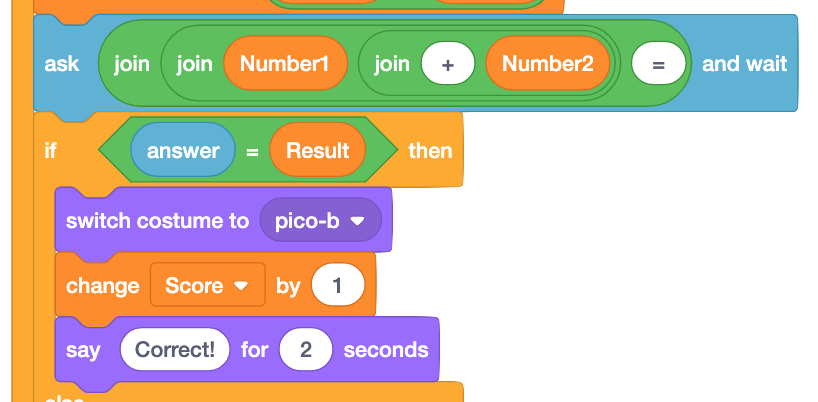 ask join join Number1 join + Number2 = and wait
if answer = Result then
switch costume to pico-b
change Score by 1
say Correct! for 2 seconds
else